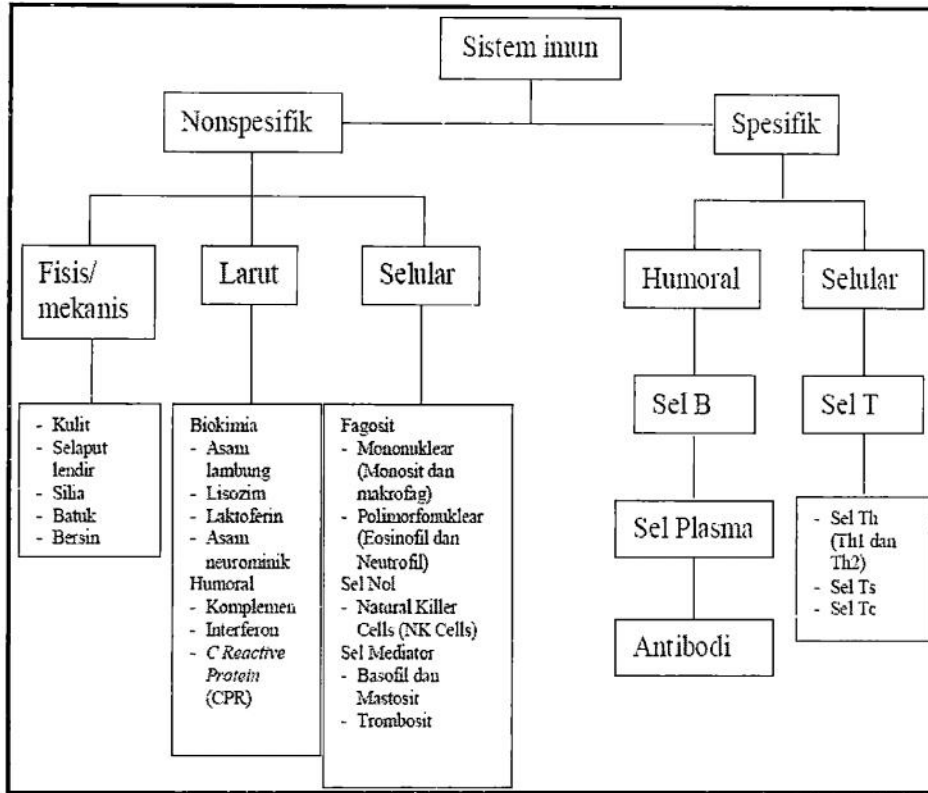 Sistem imun
Nonspesifik
Spesifik
Fisis/
mekanis
Larut
Selular
Humoral
Selular
- Kulit
- Selaput
lendir
- Silia
- Batuk
- Bersin
Biokimia
- Asam
lambung
- Lisozim
- Laktoferin
- Asam
neurominik
Humoral
- Komplemen
- Interferon
- C Reactive
Protein
(CPR)
Fagosit
- Mononuklear
(Monosit dan
makrofag)
- Polimorfonuklear
(Eosinofil dan
Neutrofil)
Sel Nol
- Natural Killer
Cells (NK Cells)
Sel Mediator
- Basofil dan
Mastosit
- Trombosit
Sel B
Sel Plasma
Antibodi
Sel T
- Sel Th
(Th1 dan
Th2)
- Sel Ts
- Sel Tc